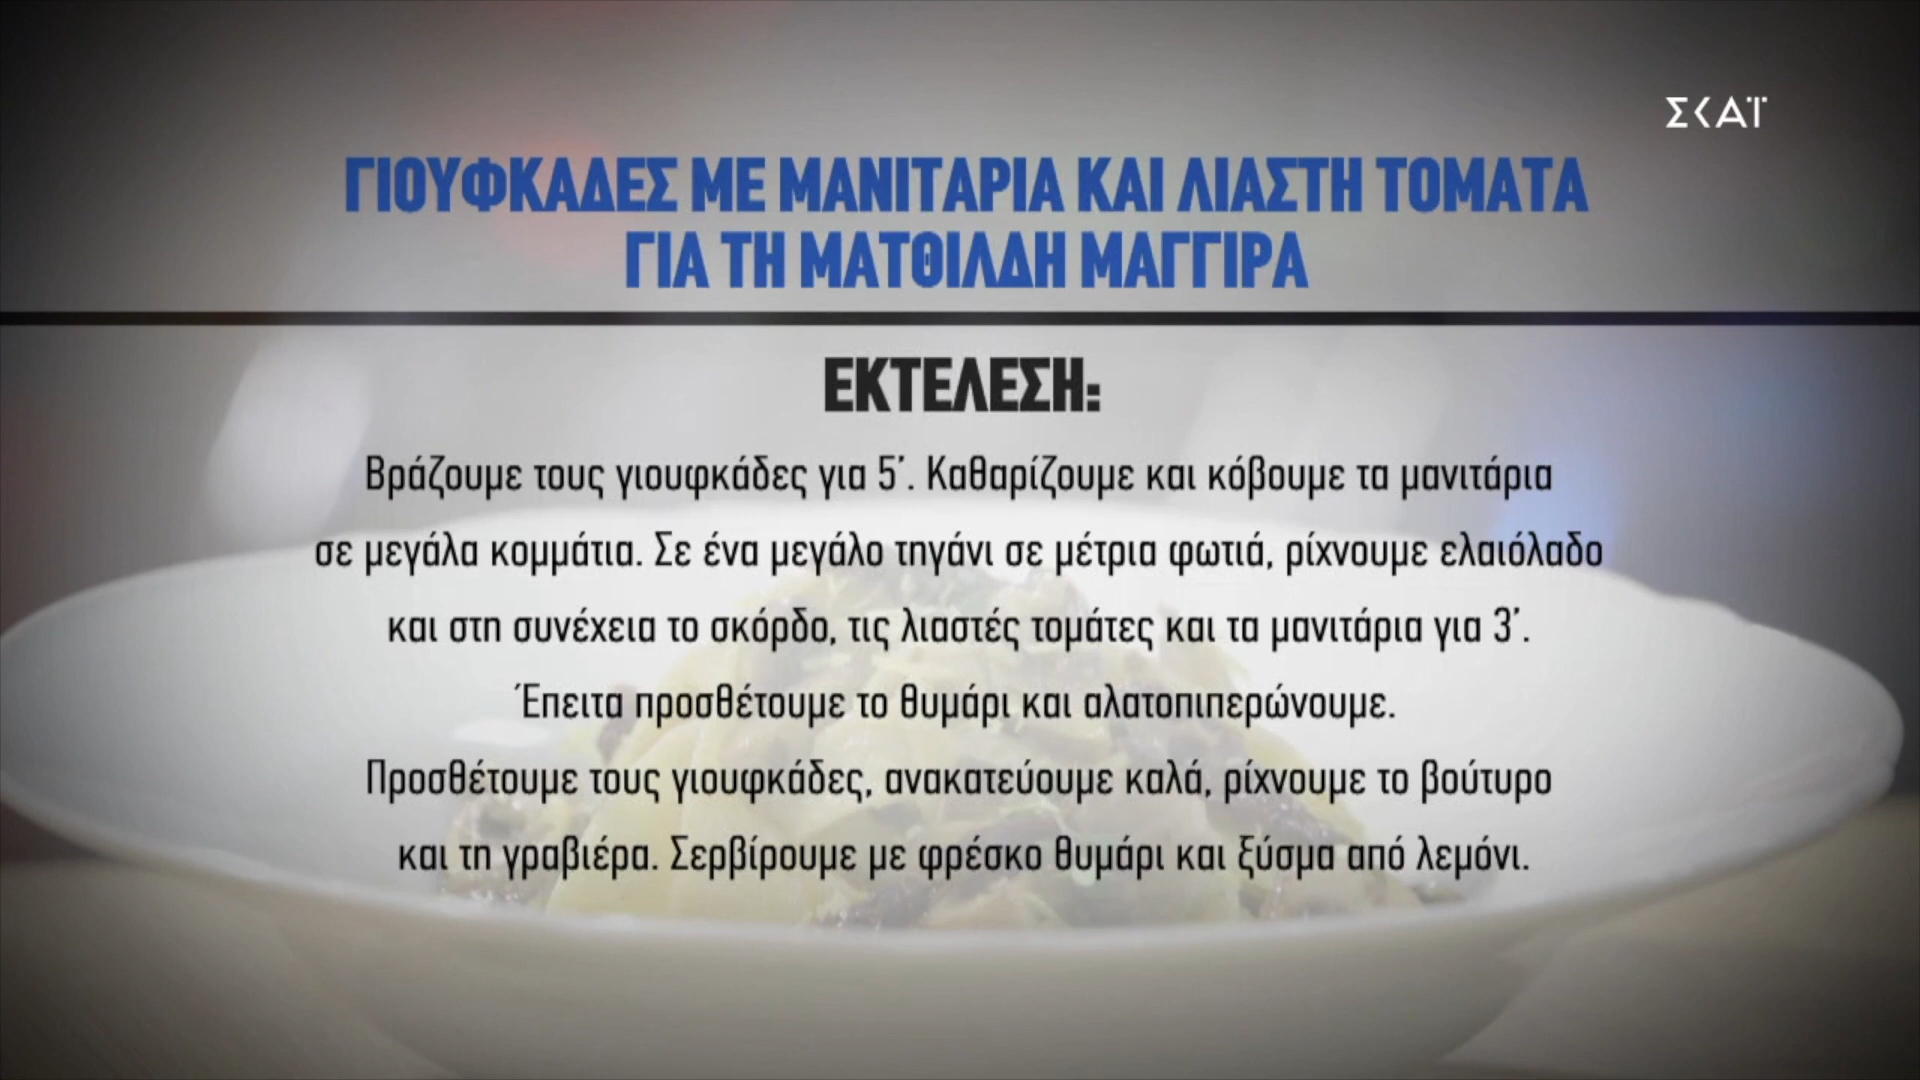 ΣΚΑΪ
ΓΙΟΥΦΚΑΔΕΣ ΜΕ ΜΑΝΙΤΑΡΙΑ ΚΑΙ ΛΙΑΣΤΗ ΤΟΜΑΤΑ
ΓΙΑ ΤΗ ΜΑΤΘΙΛΔΗ ΜΑΓΓΙΡΑ
ΕΚΤΕΛΕΣΗ:
Βράζουμε τους γιουφκάδες για 5’. Καθαρίζουμε και κόβουμε τα μανιτάρια
σε μεγάλα κομμάτια. Σε ένα μεγάλο τηγάνι σε μέτρια φωτιά, ρίχνουμε ελαιόλαδο
και στη συνέχεια το σκόρδο, τις λιαστές τομάτες και τα μανιτάρια για 3’.
Έπειτα προσθέτουμε το θυμάρι και αλατοπιπερώνουμε.
Προσθέτουμε τους γιουφκάδες, ανακατεύουμε καλά, ρίχνουμε το βούτυρο
και τη γραβιέρα. Σερβίρουμε με φρέσκο θυμάρι και ξύσμα από λεμόνι.